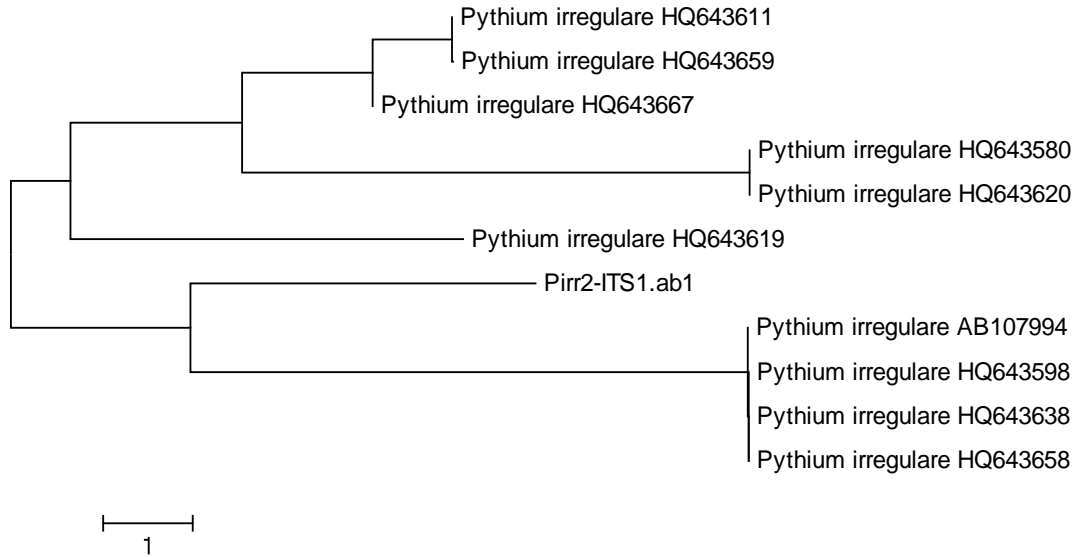 Pythium irregulare HQ643611
Pythium irregulare HQ643659
Pythium irregulare HQ643667
Pythium irregulare HQ643580
Pythium irregulare HQ643620
Pythium irregulare HQ643619
Pirr2-ITS1.ab1
Pythium irregulare AB107994
Pythium irregulare HQ643598
Pythium irregulare HQ643638
Pythium irregulare HQ643658
1